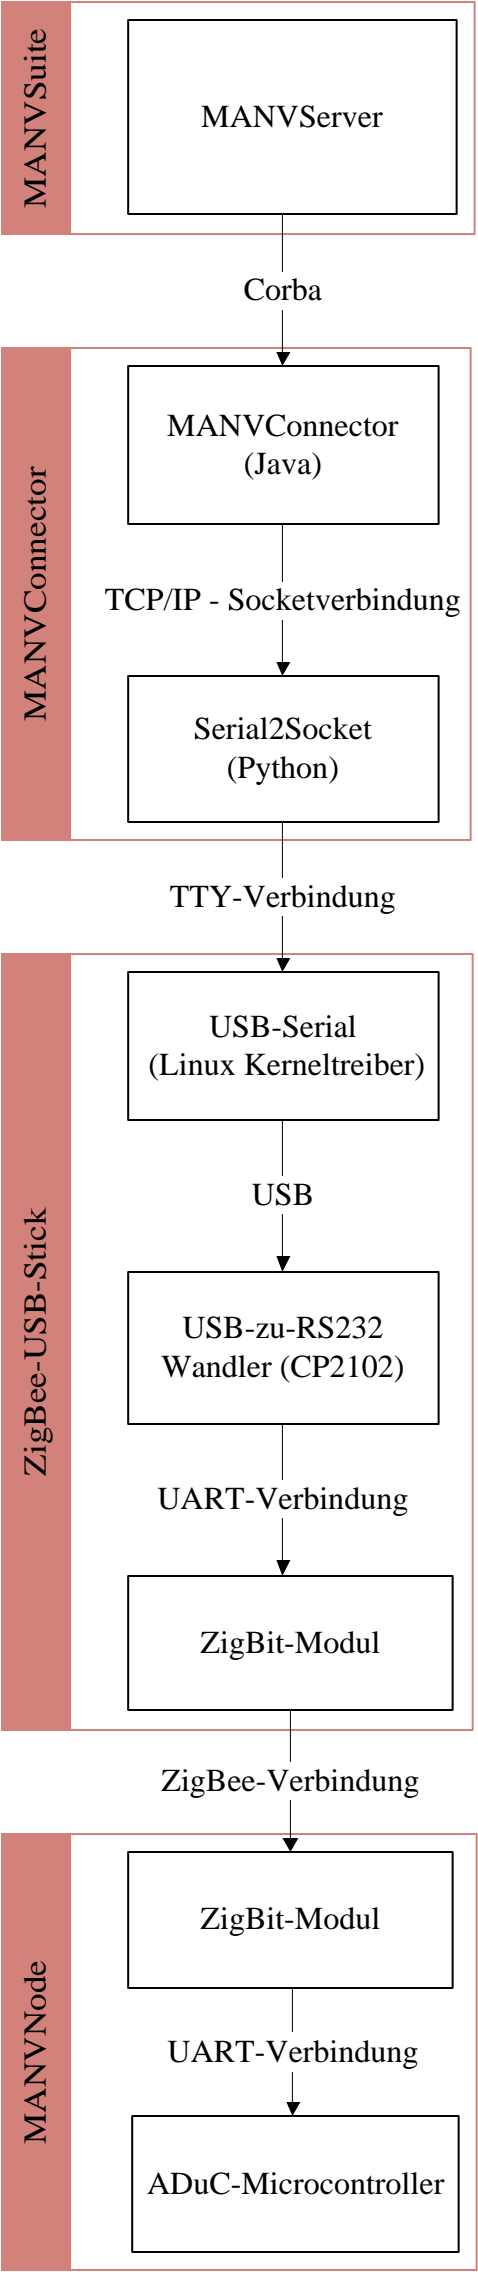 MANVSuite
MANVServer
Corba
MANVConnector
MANVConnector
(Java)
TCP/IP - Socketverbindung
Serial2Socket
(Python)
TTY-Verbindung
ZigBee-USB-Stick
USB-Serial
(Linux Kerneltreiber)
USB
USB-zu-RS232
Wandler (CP2102)
UART-Verbindung
ZigBit-Modul
ZigBee-Verbindung
MANVNode
ZigBit-Modul
UART-Verbindung
ADuC-Microcontroller